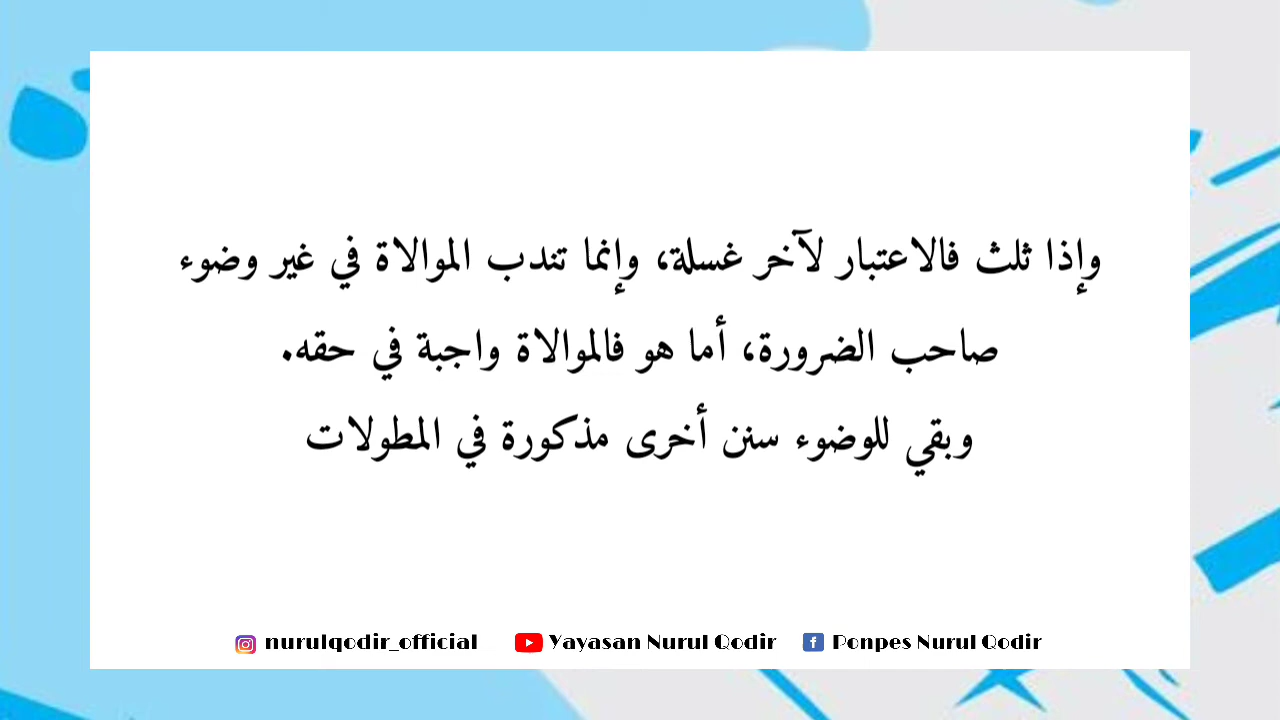 وإذا ثلث فالاعتبار لآخر غسلة، وإنما تندب الموالاة في غير وضوء
صاحب الضرورة، أما هو فالموالاة واجبة في حقه.
وبقي للوضوء سنن أخرى مذكورة في المطولات
nurulqodir_official Yayasan Nurul Qodir Ponpes Nurul Qodir